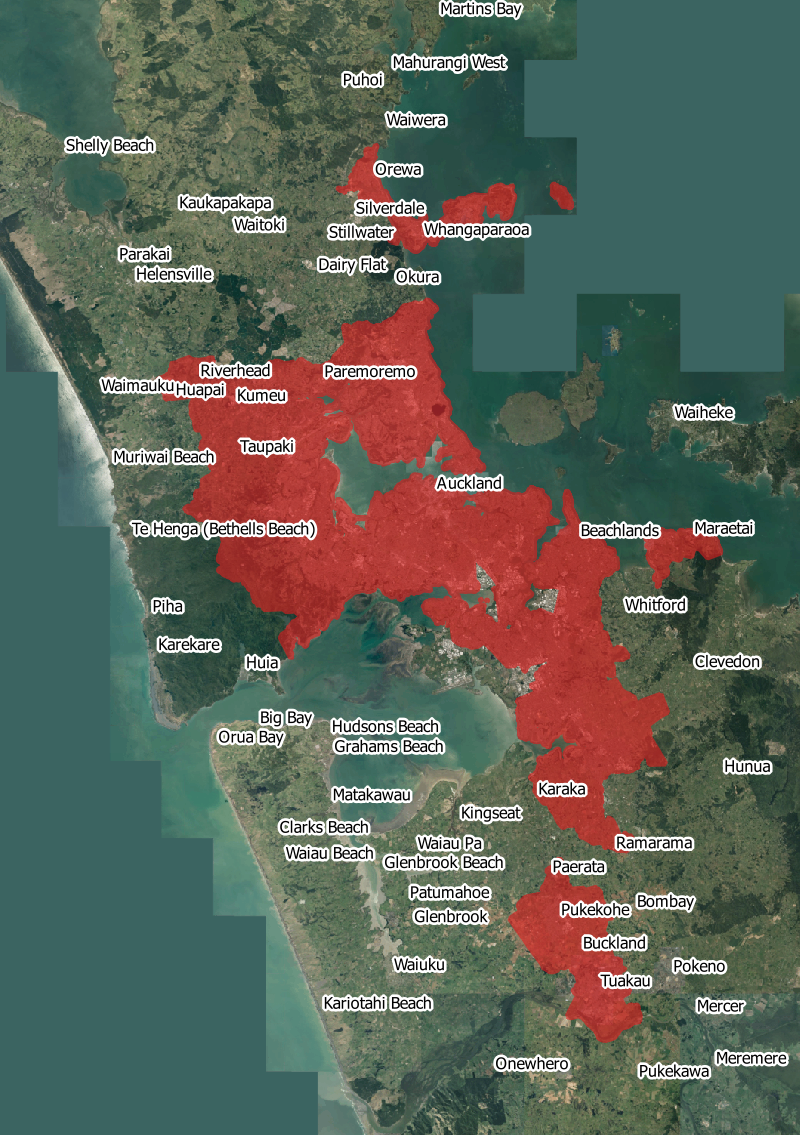 Martins Bay
Mahurangi West
Puhoi
Waiwera
Shelly Beach
Orewa
Kaukapakapa
Silverdale
Waitoki
Stillwater
Whangaparaoa
Parakai
Dairy Flat
Helensville
Okura
Riverhead
Paremoremo
Waimauku
Huapai
Kumeu
Waiheke
Taupaki
Muriwai Beach
Auckland
Te Henga (Bethells Beach)
Beachlands
Maraetai
Piha
Whitford
Karekare
Huia
Clevedon
Big Bay
Hudsons Beach
Orua Bay
Grahams Beach
Hunua
Karaka
Matakawau
Kingseat
Clarks Beach
Waiau Pa
Ramarama
Waiau Beach
Glenbrook Beach
Paerata
Patumahoe
Bombay
Pukekohe
Glenbrook
Buckland
Waiuku
Pokeno
Tuakau
Kariotahi Beach
Mercer
Onewhero
Meremere
Pukekawa